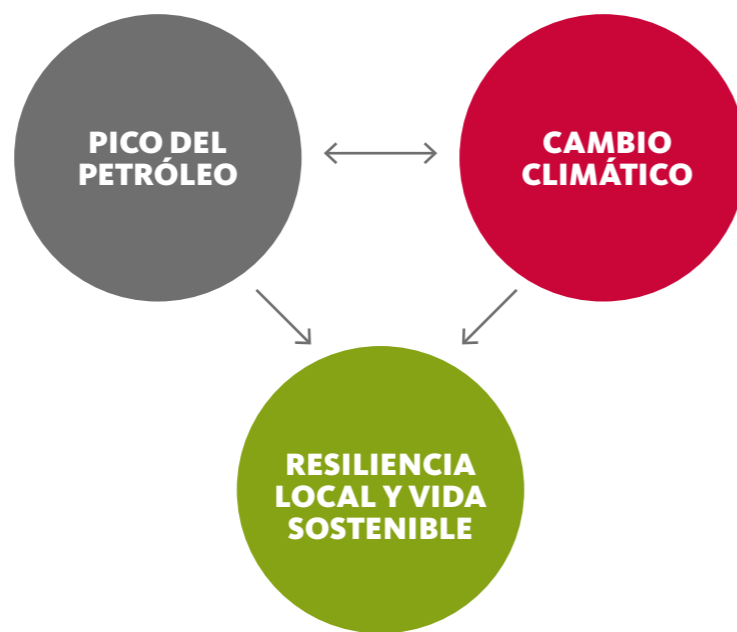 PICO DEL
PETRÓLEO
CAMBIO
CLIMÁTICO
RESILIENCIA
LOCAL Y VIDA
SOSTENIBLE